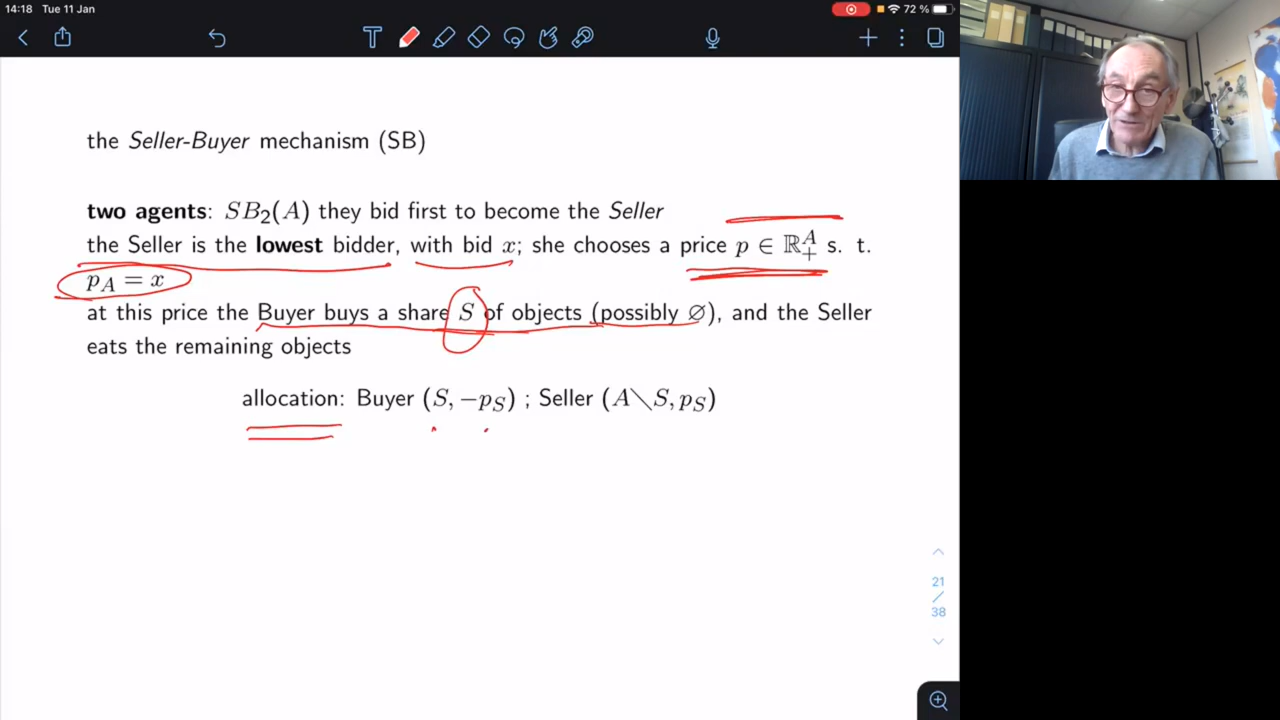 14:18 Tue 11 Jan
72 %
T
the Seller-Buyer mechanism (SB)
two agents: SB₂(A) they bid first to become the Seller
the Seller is the lowest bidder, with bid x; she chooses a price p ∈ ℝ₊ᴬ s. t.
p_A = x
at this price the Buyer buys a share S of objects (possibly ∅), and the Seller
eats the remaining objects
allocation: Buyer (S, −p_S) ; Seller (A∖S, p_S)
21
/
38